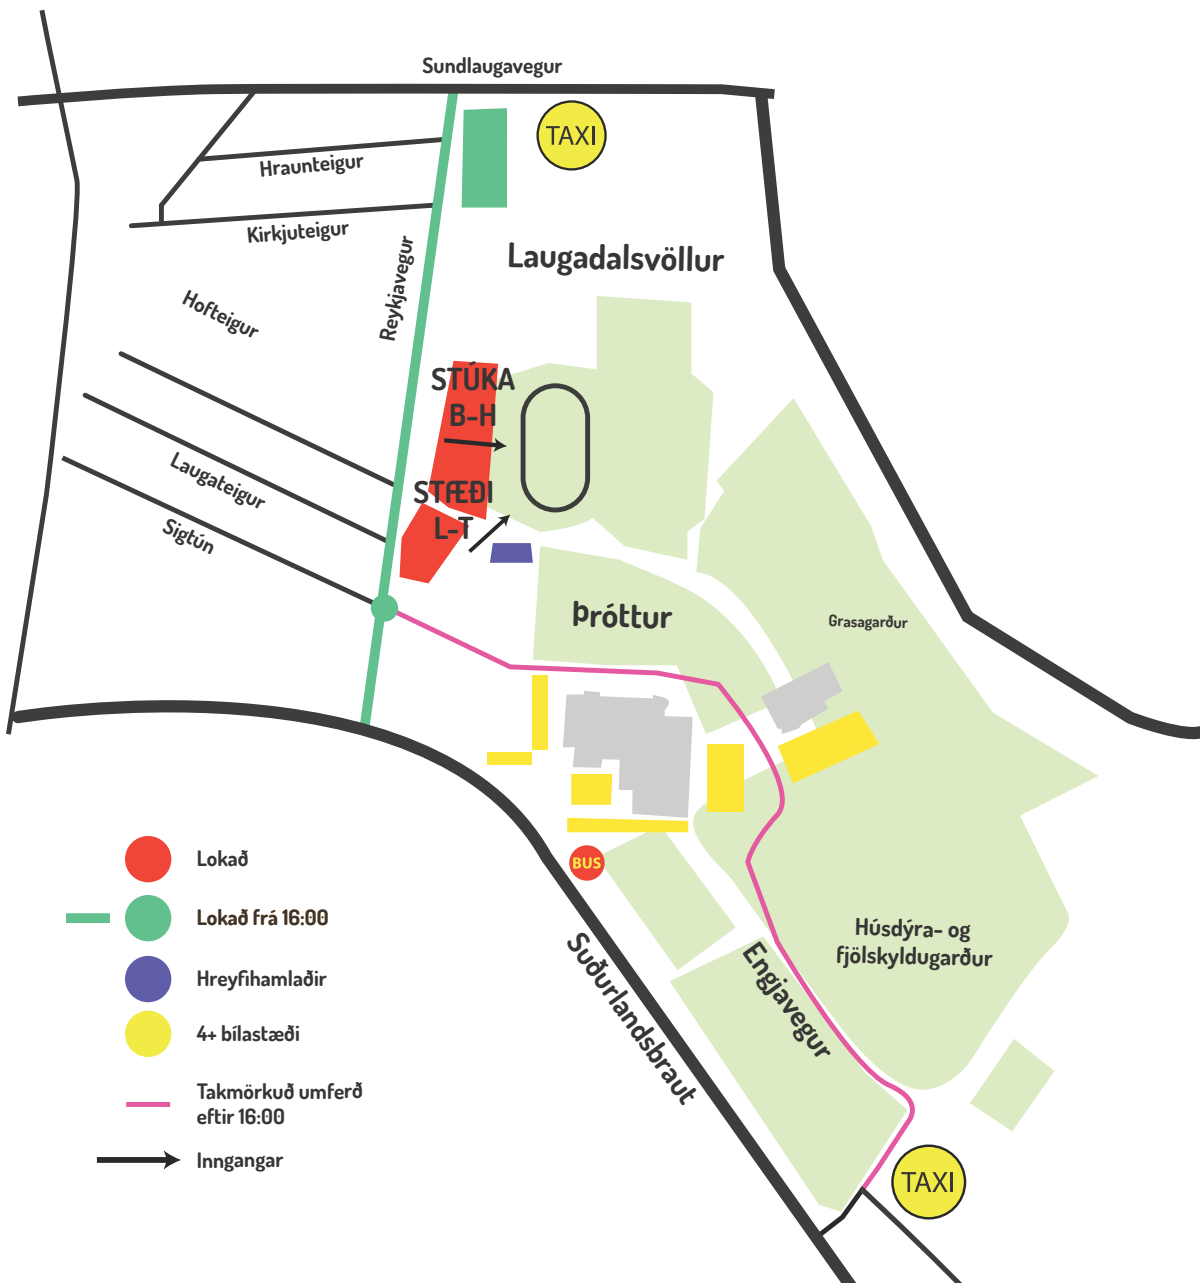 Sundlaugavegur
TAXI
Hraunteigur
Kirkjuteigur
Reykjavegur
Laugadalsvöllur
Hofteigur
STÚKA
B-H
STÆÐI
L-T
Laugateigur
Sigtún
Þróttur
Grasagarður
BUS
Lokað
Lokað frá 16:00
Hreyfihamlaðir
4+ bílastæði
Takmörkuð umferð
eftir 16:00
Inngangar
Suðurlandsbraut
Engjavegur
Húsdýra- og
fjölskyldugarður
TAXI